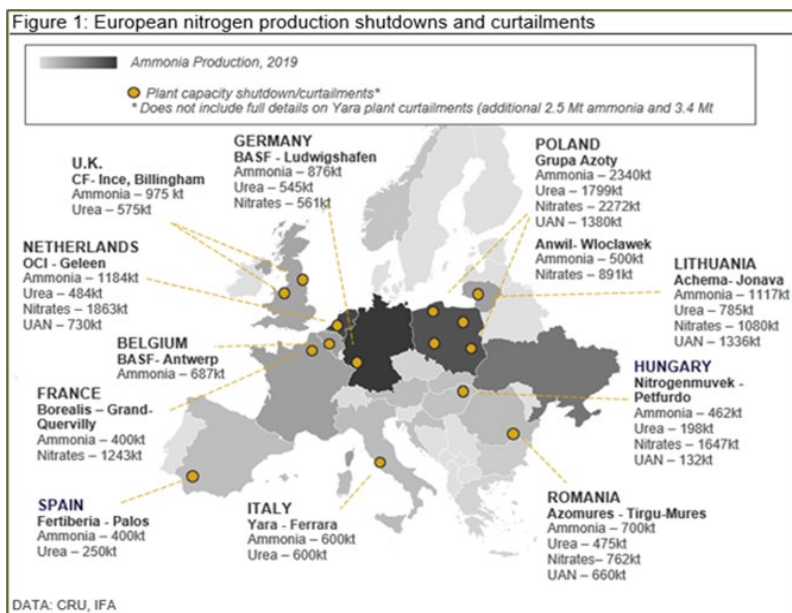 Figure 1: European nitrogen production shutdowns and curtailments
Ammonia Production, 2019
Plant capacity shutdown/curtailments*
* Does not include full details on Yara plant curtailments (additional 2.5 Mt ammonia and 3.4 Mt
U.K.
CF- Ince, Billingham
Ammonia – 975 kt
Urea – 575kt
GERMANY
BASF - Ludwigshafen
Ammonia – 876kt
Urea – 545kt
Nitrates – 561kt
POLAND
Grupa Azoty
Ammonia – 2340kt
Urea – 1799kt
Nitrates – 2272kt
UAN – 1380kt
Anwil- Wloclawek
Ammonia – 500kt
Nitrates – 891kt
NETHERLANDS
OCI - Geleen
Ammonia – 1184kt
Urea – 484kt
Nitrates – 1863kt
UAN – 730kt
LITHUANIA
Achema- Jonava
Ammonia – 1117kt
Urea – 785kt
Nitrates – 1080kt
UAN – 1336kt
BELGIUM
BASF- Antwerp
Ammonia – 687kt
HUNGARY
Nitrogenmuvek -
Petfurdo
Ammonia – 462kt
Urea – 198kt
Nitrates – 1647kt
UAN – 132kt
FRANCE
Borealis – Grand-
Quervilly
Ammonia – 400kt
Nitrates – 1243kt
SPAIN
Fertiberia - Palos
Ammonia – 400kt
Urea – 250kt
ITALY
Yara - Ferrara
Ammonia – 600kt
Urea – 600kt
ROMANIA
Azomures - Tirgu-Mures
Ammonia – 700kt
Urea – 475kt
Nitrates– 762kt
UAN – 660kt
DATA: CRU, IFA